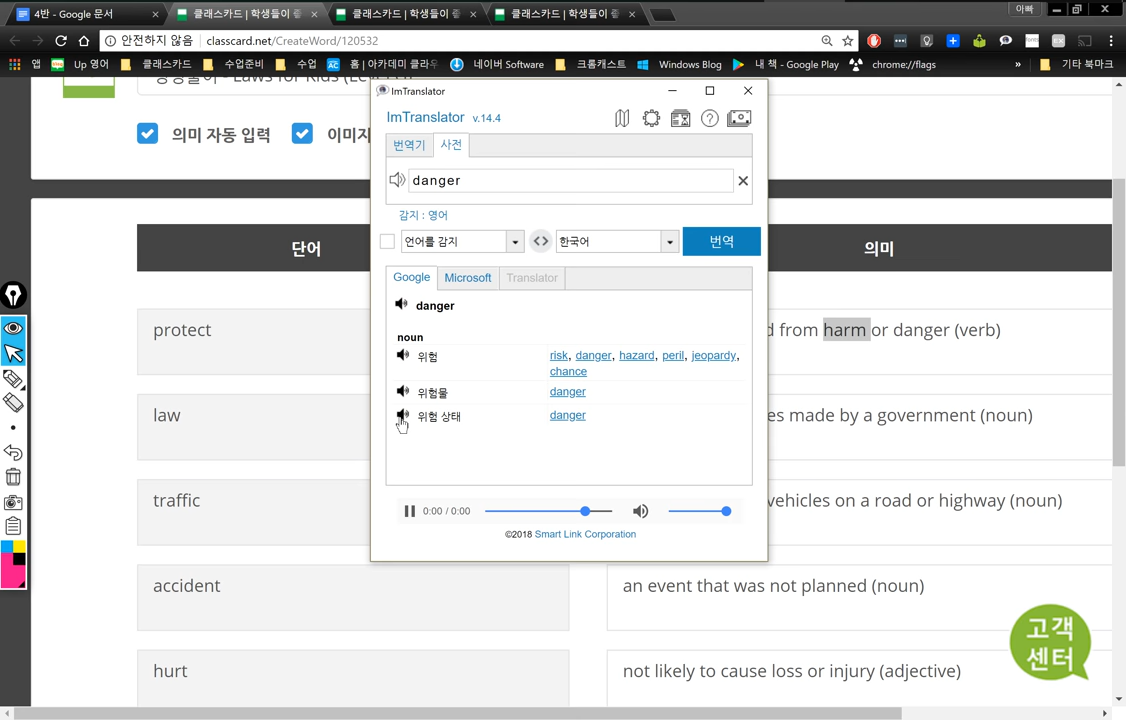 4반 - Google 문서
클래스카드 | 학생들이 좋
클래스카드 | 학생들이 좋
클래스카드 | 학생들이 좋
아빠
안전하지 않음 classcard.net/CreateWord/120532
앱 Up 영어 클래스카드 수업준비 수업 홈 | 아카데미 클라우 네이버 Software 크롬캐스트 Windows Blog 내 책 - Google Play chrome://flags » 기타 북마크
의미 자동 입력 이미지
단어 의미
protect
d from harm or danger (verb)
law
es made by a government (noun)
traffic
vehicles on a road or highway (noun)
accident
an event that was not planned (noun)
hurt
not likely to cause loss or injury (adjective)
고객
센터
ImTranslator
ImTranslator v.14.4
번역기 사전
danger
감지 : 영어
언어를 감지 <> 한국어 번역
Google Microsoft Translator
danger
noun
위험 risk, danger, hazard, peril, jeopardy,
chance
위험물 danger
위험 상태 danger
0:00 / 0:00
©2018 Smart Link Corporation